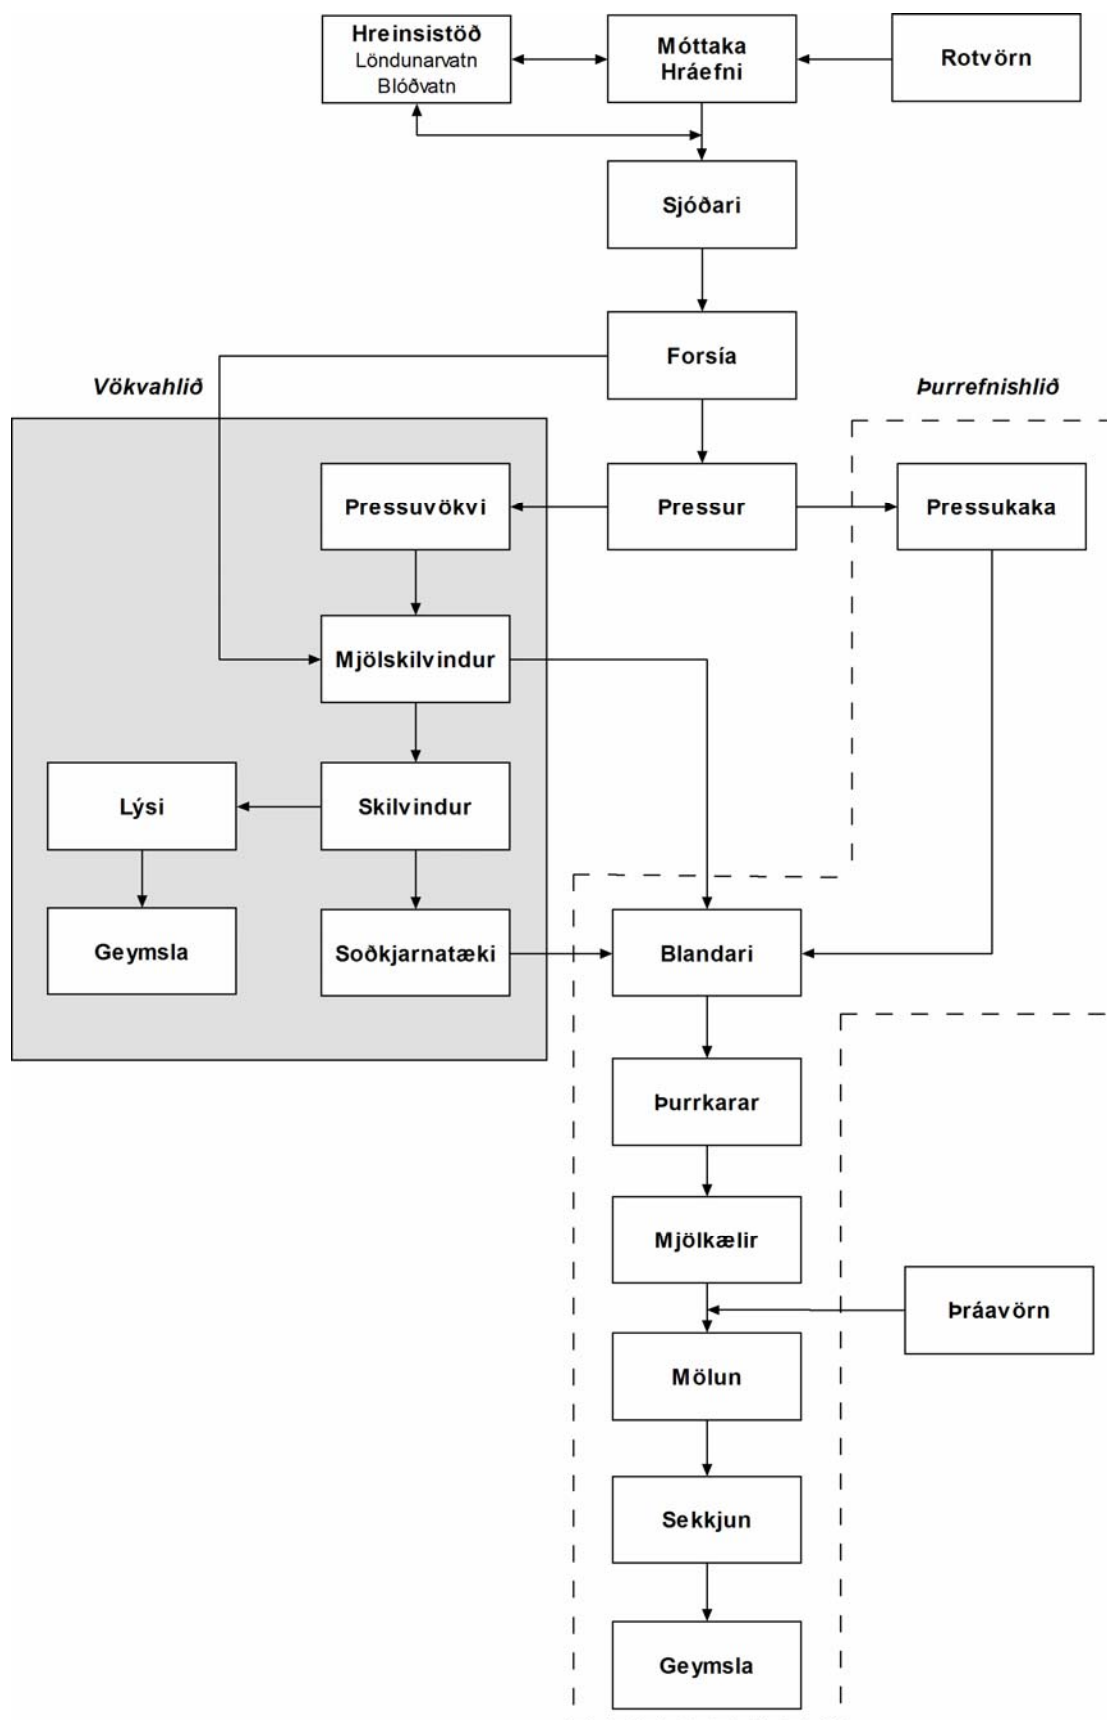 Hreinsistöð
Löndunarvatn
Blóðvatn
Móttaka
Hráefni
Rotvörn
Sjóðari
Forsía
Vökvahlið
Þurrefnishlið
Pressuvökvi
Pressur
Pressukaka
Mjölskilvindur
Lýsi
Skilvindur
Geymsla
Soðkjarnatæki
Blandari
Þurrkarar
Mjölkælir
Þráavörn
Mölun
Sekkjun
Geymsla